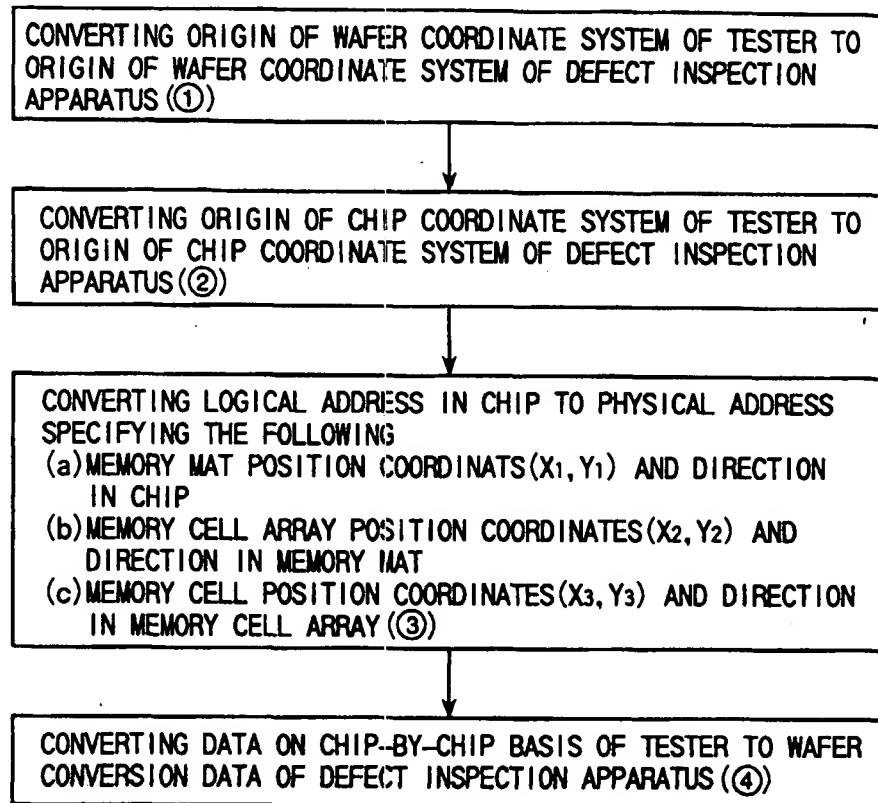 CONVERTING ORIGIN OF WAFER COORDINATE SYSTEM OF TESTER TO
ORIGIN OF WAFER COORDINATE SYSTEM OF DEFECT INSPECTION
APPARATUS(①)
CONVERTING ORIGIN OF CHIP COORDINATE SYSTEM OF TESTER TO
ORIGIN OF CHIP COORDINATE SYSTEM OF DEFECT INSPECTION
APPARATUS(②)
CONVERTING LOGICAL ADDRESS IN CHIP TO PHYSICAL ADDRESS
SPECIFYING THE FOLLOWING
(a)MEMORY MAT POSITION COORDINATS(X1,Y1) AND DIRECTION
IN CHIP
(b)MEMORY CELL ARRAY POSITION COORDINATES(X2,Y2) AND
DIRECTION IN MEMORY MAT
(c)MEMORY CELL POSITION COORDINATES(X3,Y3) AND DIRECTION
IN MEMORY CELL ARRAY(③)
CONVERTING DATA ON CHIP-BY-CHIP BASIS OF TESTER TO WAFER
CONVERSION DATA OF DEFECT INSPECTION APPARATUS(④)